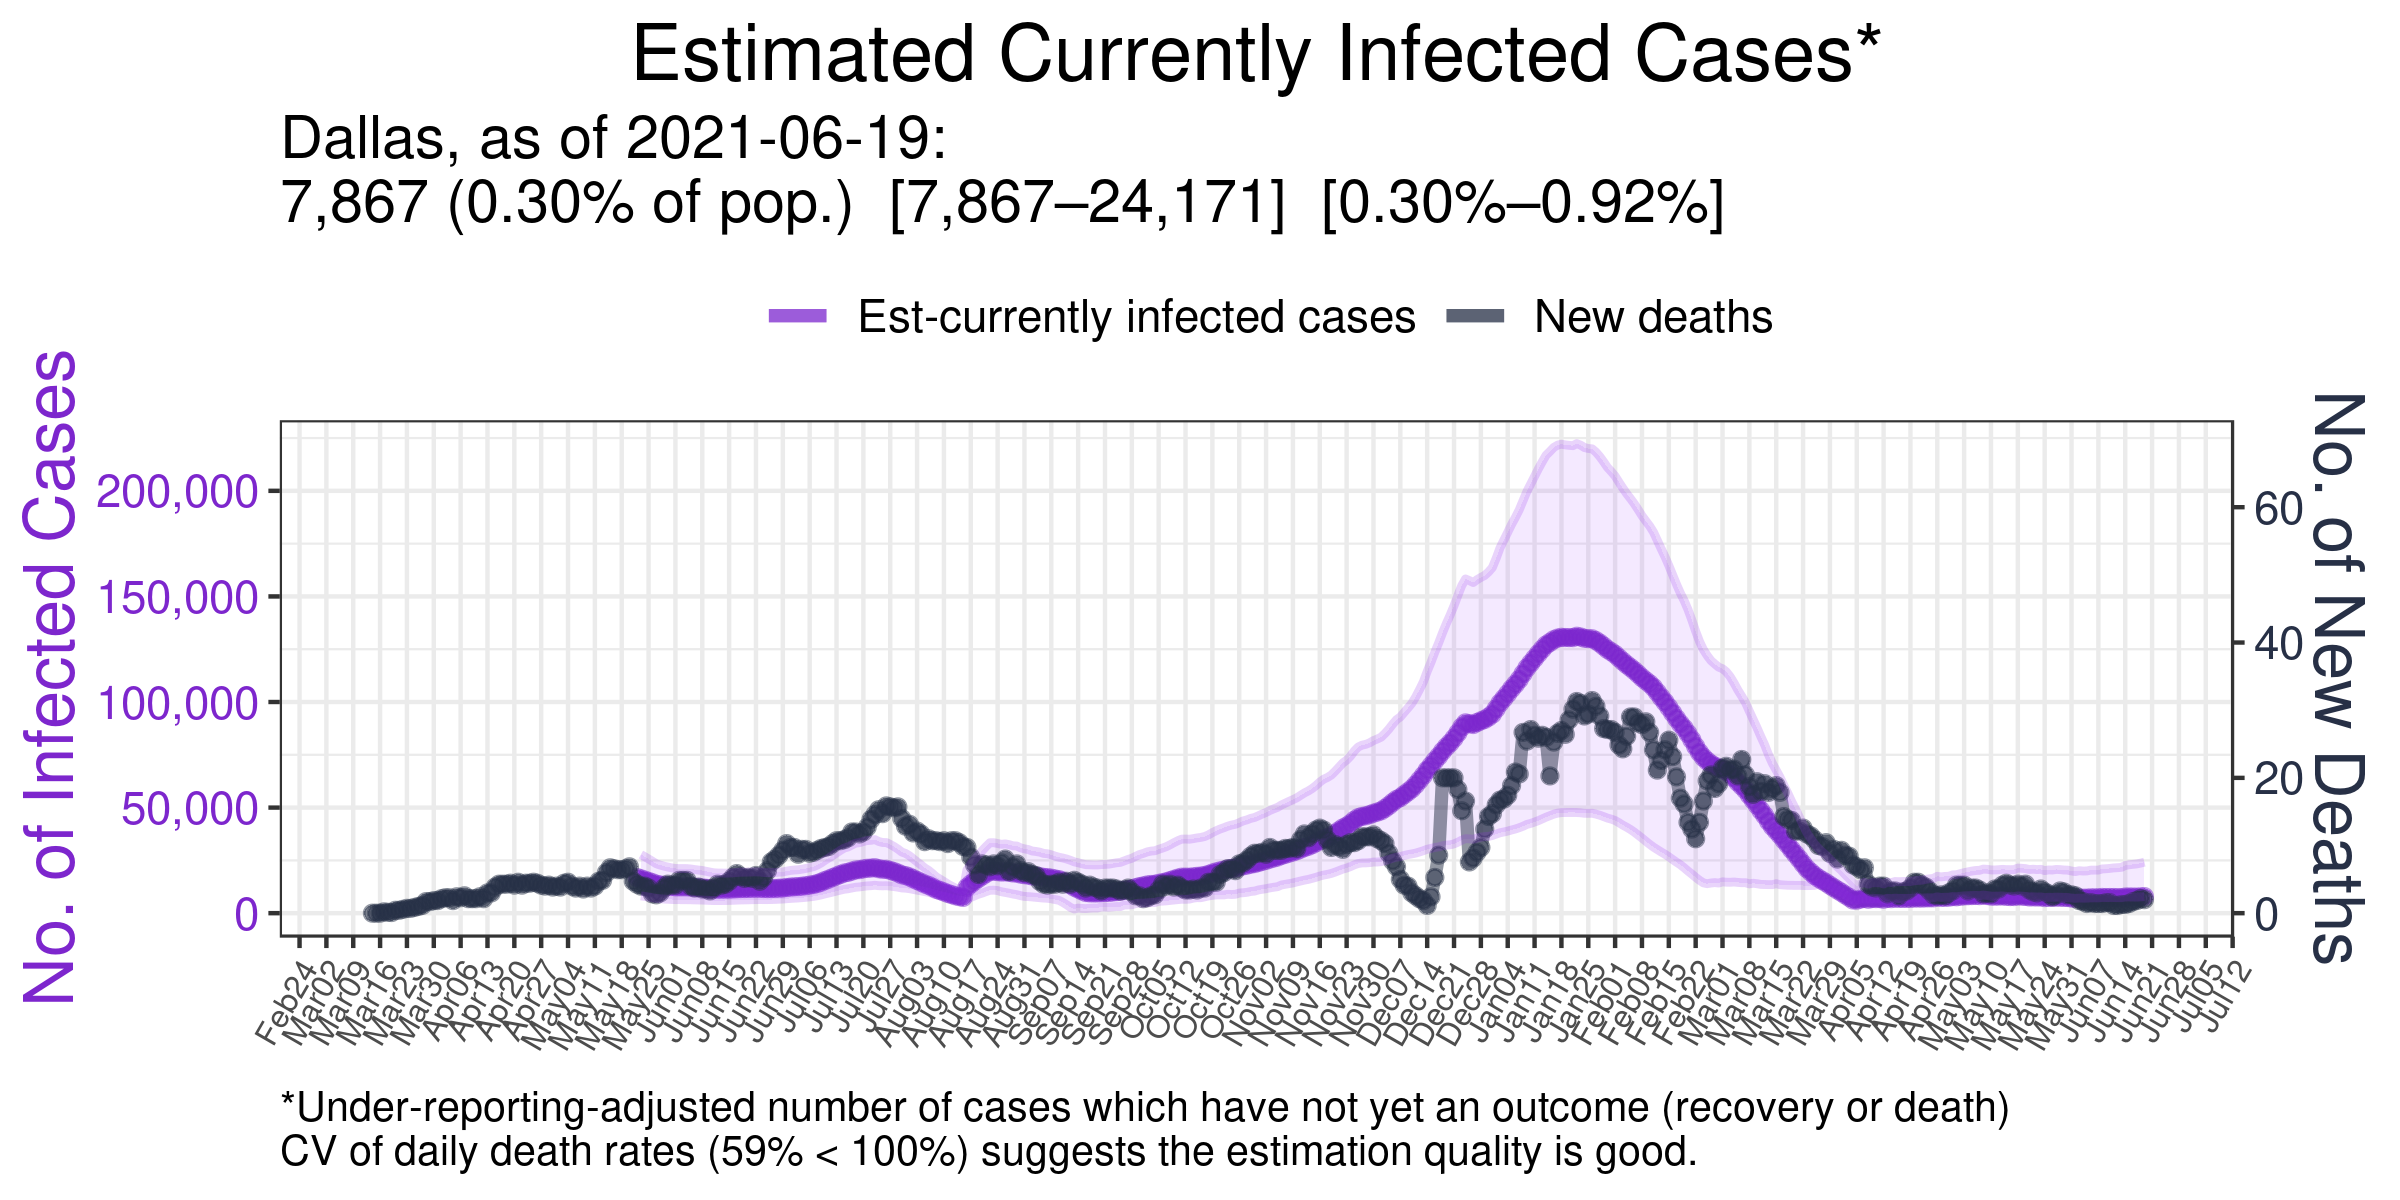 Estimated Currently Infected Cases*
Dallas, as of 2021-06-19:
7,867 (0.30% of pop.) [7,867–24,171] [0.30%–0.92%]
Est-currently infected cases New deaths
No. of Infected Cases
200,000
150,000
100,000
50,000
0
60
40
20
0
No. of New Deaths
Feb24
Mar02
Mar09
Mar16
Mar23
Mar30
Apr06
Apr13
Apr20
Apr27
May04
May11
May18
May25
Jun01
Jun08
Jun15
Jun22
Jun29
Jul06
Jul13
Jul20
Jul27
Aug03
Aug10
Aug17
Aug24
Aug31
Sep07
Sep14
Sep21
Sep28
Oct05
Oct12
Oct19
Oct26
Nov02
Nov09
Nov16
Nov23
Nov30
Dec07
Dec14
Dec21
Dec28
Jan04
Jan11
Jan18
Jan25
Feb01
Feb08
Feb15
Feb22
Mar01
Mar08
Mar15
Mar22
Mar29
Apr05
Apr12
Apr19
Apr26
May03
May10
May17
May24
May31
Jun07
Jun14
Jun21
Jun28
Jul05
Jul12
*Under-reporting-adjusted number of cases which have not yet an outcome (recovery or death)
CV of daily death rates (59% < 100%) suggests the estimation quality is good.